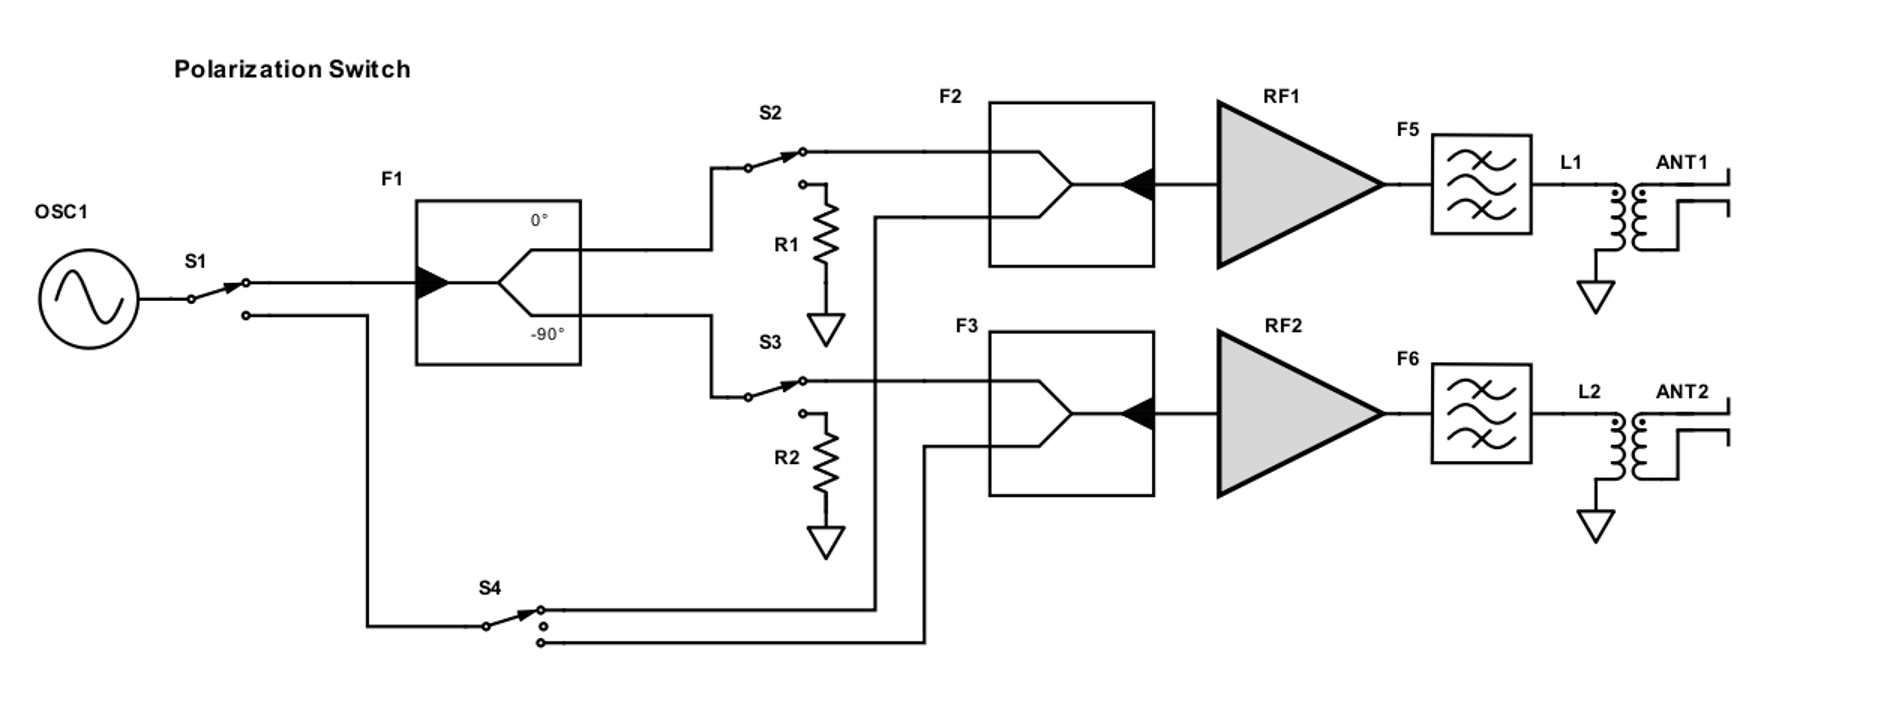 Polarization Switch
OSC1
S1
F1
0°
-90°
S2
R1
S3
R2
S4
F2
RF1
F5
L1
ANT1
F3
RF2
F6
L2
ANT2